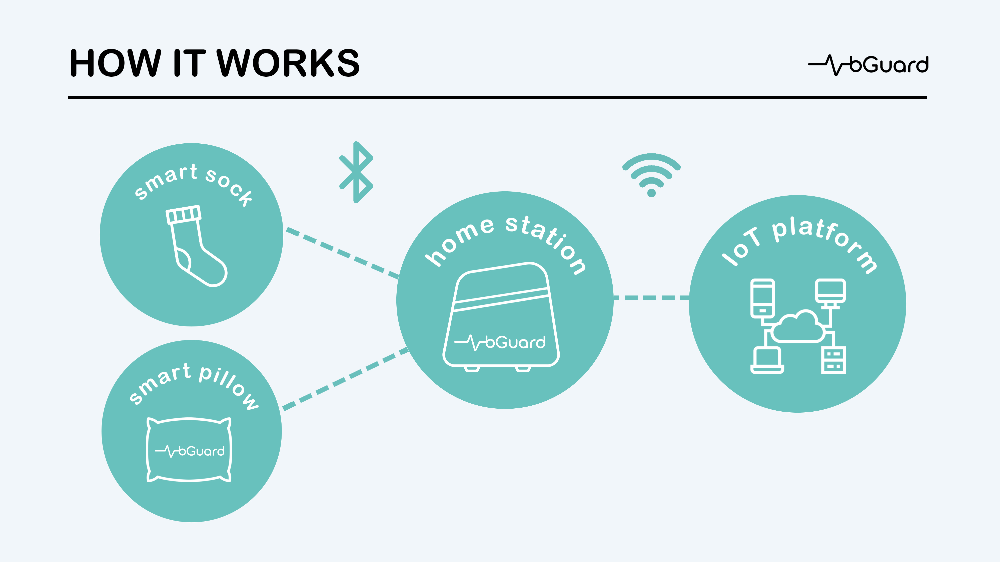 HOW IT WORKS
bGuard
smart sock
home station
bGuard
IoT platform
smart pillow
bGuard